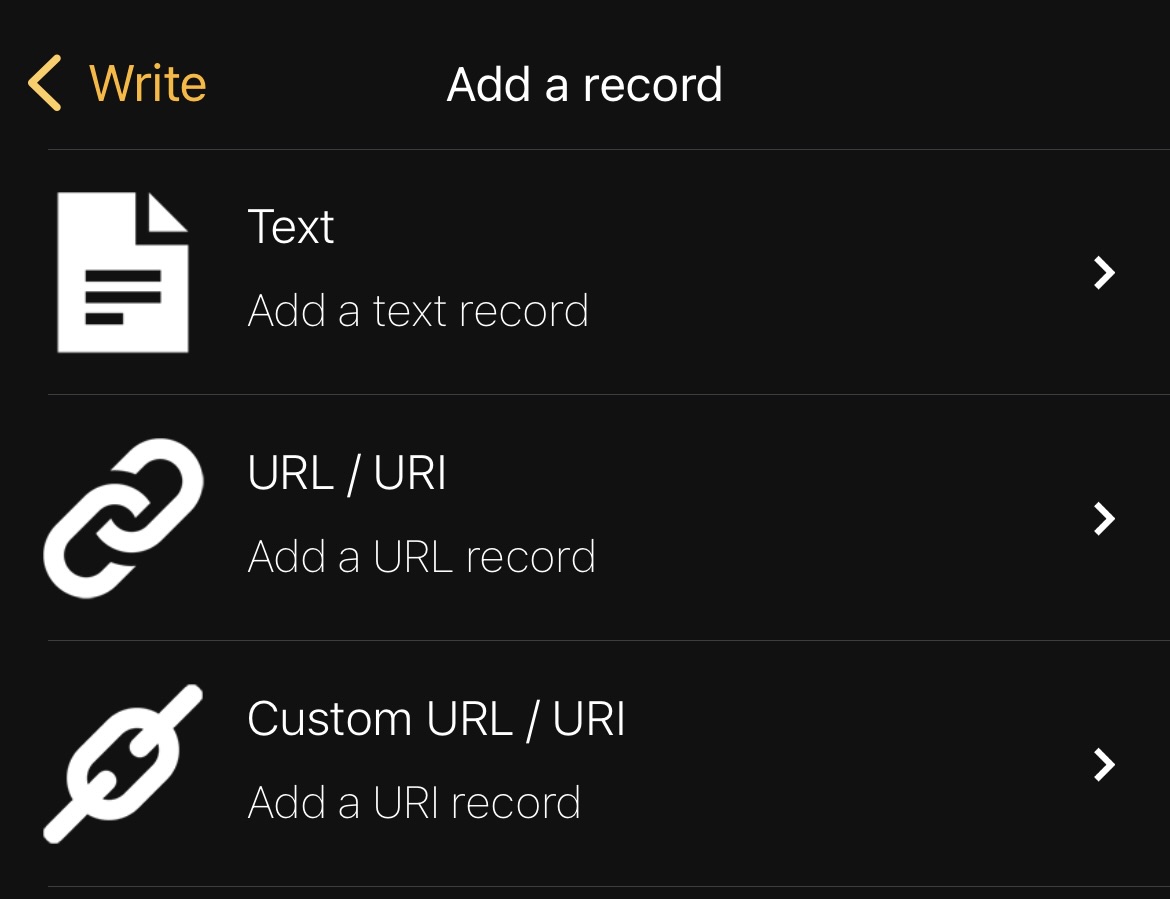 Write
Add a record
Text
Add a text record
URL / URI
Add a URL record
Custom URL / URI
Add a URI record